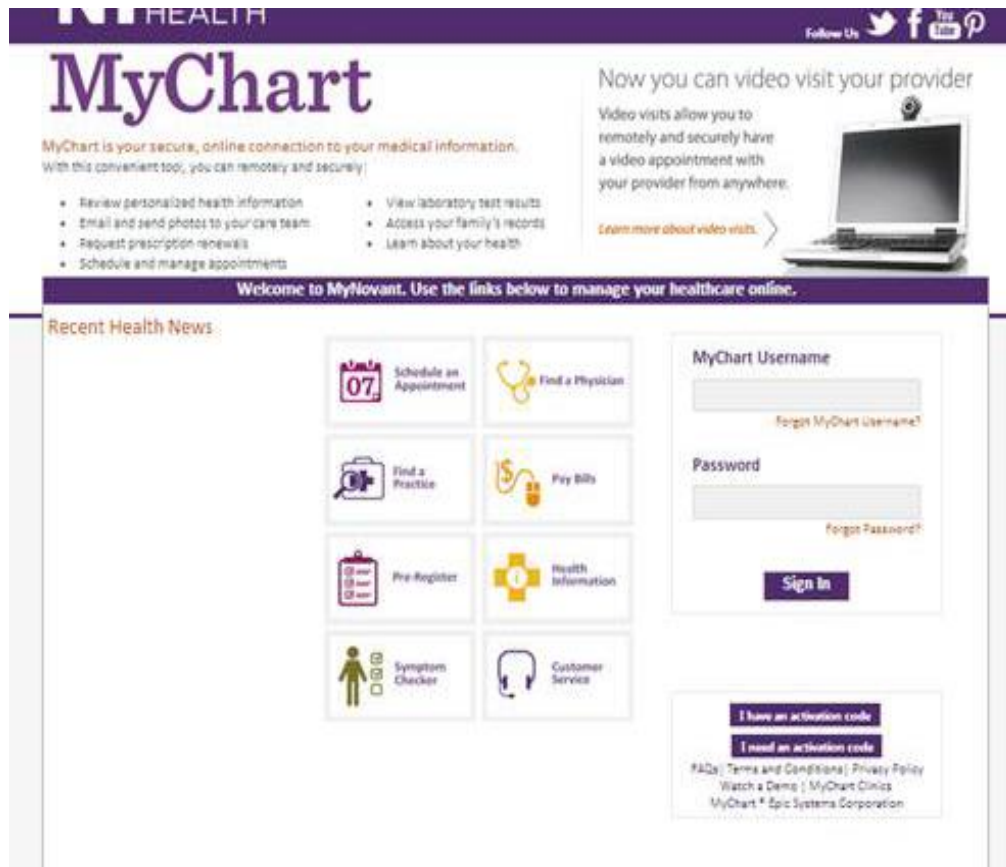 HEALTH
Follow Us
You
Tube
MyChart
MyChart is your secure, online connection to your medical information.
With this convenient tool, you can remotely and securely:
• Review personalized health information
• Email and send photos to your care team
• Request prescription renewals
• Schedule and manage appointments
• View laboratory test results
• Access your family's records
• Learn about your health
Now you can video visit your provider
Video visits allow you to
remotely and securely have
a video appointment with
your provider from anywhere.
Learn more about video visits.
Welcome to MyNovant. Use the links below to manage your healthcare online.
Recent Health News
07
Schedule an
Appointment
Find a Physician
Find a
Practice
$
Pay Bills
Pre-Register
i
Health
Information
Symptom
Checker
Customer
Service
MyChart Username
Forgot MyChart Username?
Password
Forgot Password?
Sign In
I have an activation code
I need an activation code
FAQs| Terms and Conditions| Privacy Policy
Watch a Demo | MyChart Clinics
MyChart ® Epic Systems Corporation